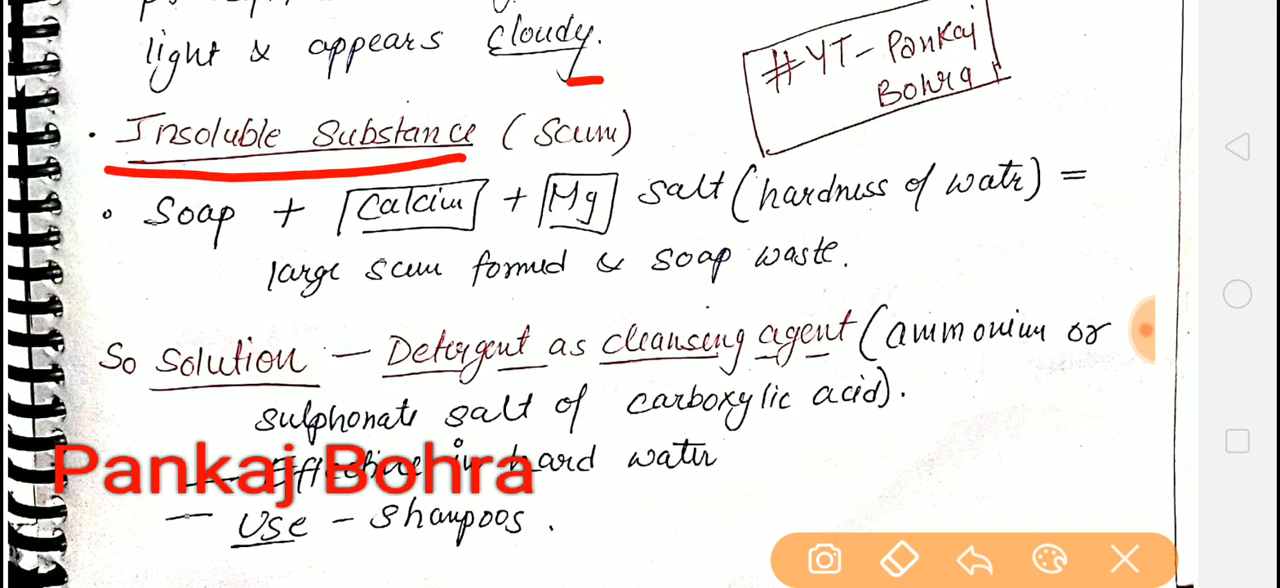 light & appears cloudy.
#YT-Pankaj
Bohra
• Insoluble Substance (Scum)
• Soap + Calcium + Mg salt (hardness of water) =
large scum formed & soap waste.
So Solution — Detergent as cleansing agent (ammonium or
sulphonate salt of carboxylic acid).
— Effective in hard water
Pankaj Bohra
— Use - Shampoos.